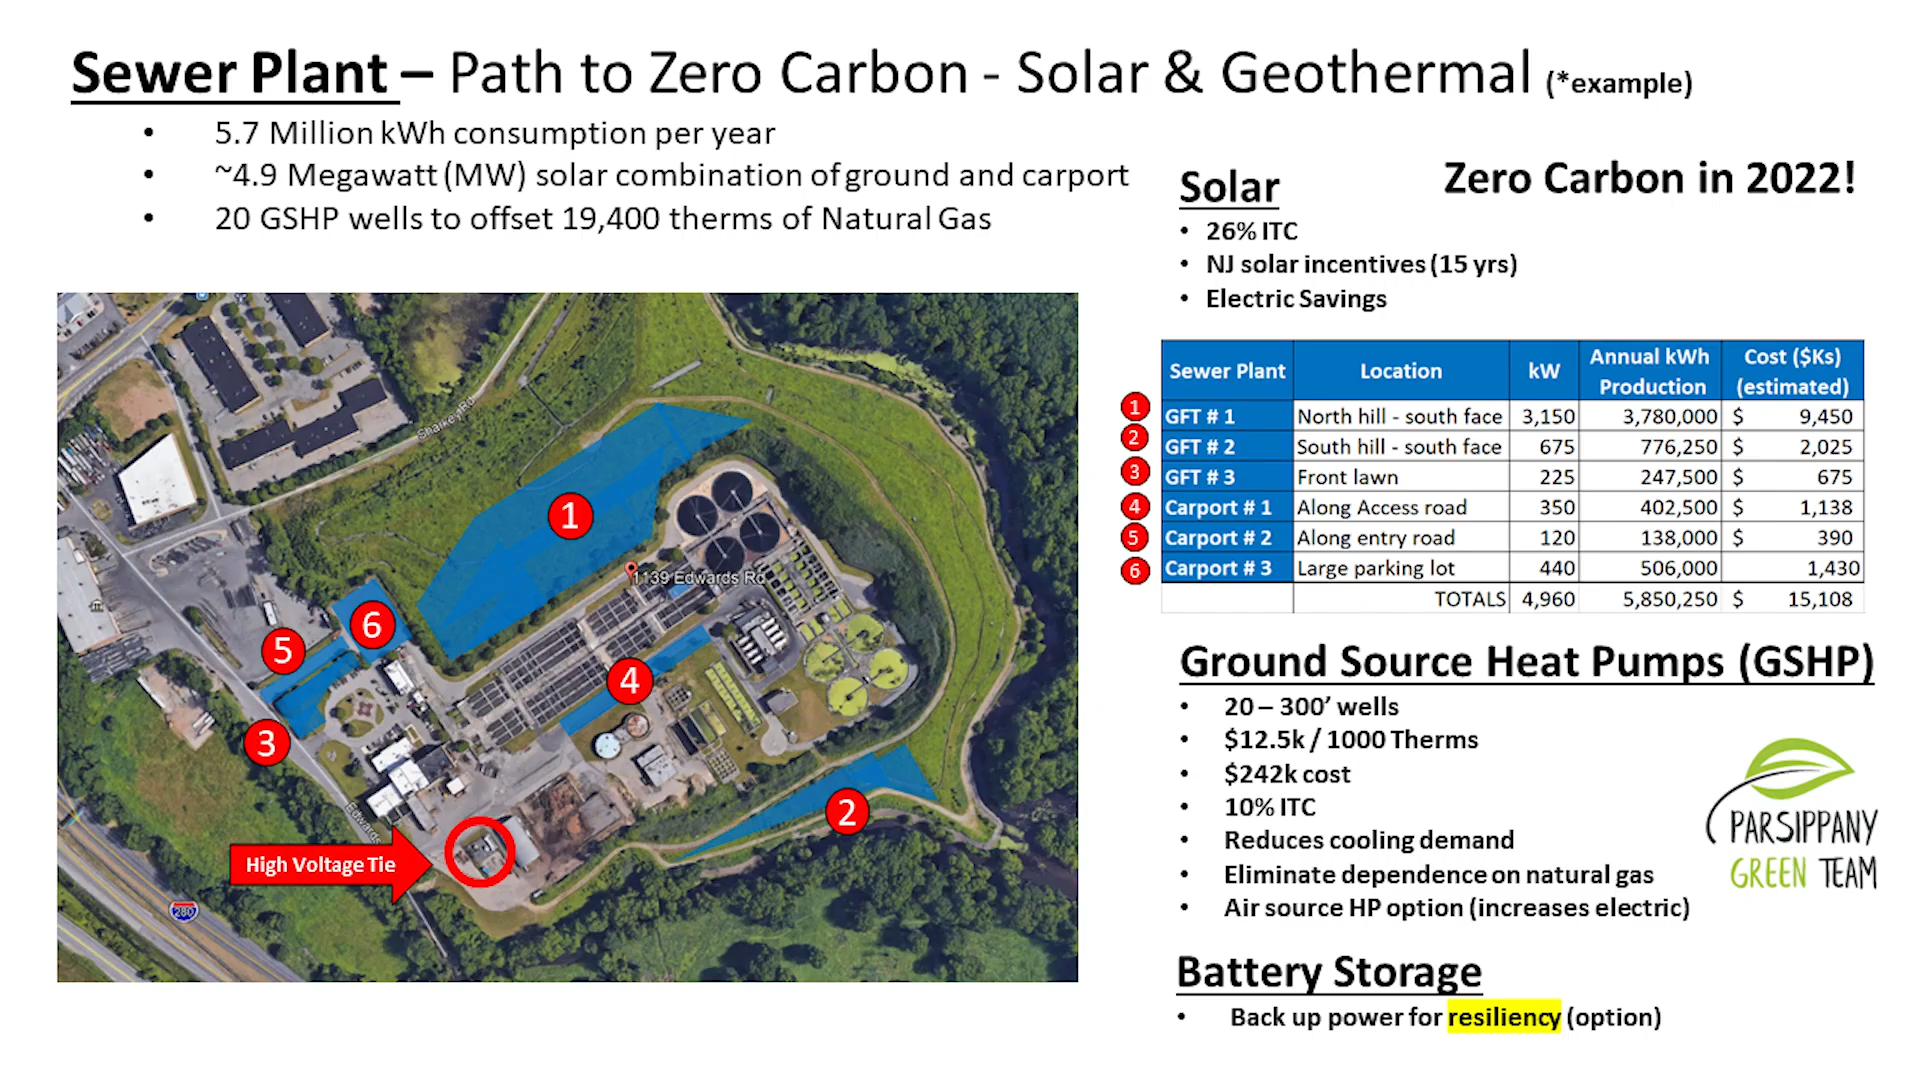 Sewer Plant – Path to Zero Carbon - Solar & Geothermal (*example)
• 5.7 Million kWh consumption per year
• ~4.9 Megawatt (MW) solar combination of ground and carport
• 20 GSHP wells to offset 19,400 therms of Natural Gas
Zero Carbon in 2022!
Solar
• 26% ITC
• NJ solar incentives (15 yrs)
• Electric Savings
Sewer Plant Location kW Annual kWh Production Cost ($Ks) (estimated)
1 GFT # 1 North hill - south face 3,150 3,780,000 $ 9,450
2 GFT # 2 South hill - south face 675 776,250 $ 2,025
3 GFT # 3 Front lawn 225 247,500 $ 675
4 Carport # 1 Along Access road 350 402,500 $ 1,138
5 Carport # 2 Along entry road 120 138,000 $ 390
6 Carport # 3 Large parking lot 440 506,000 1,430
TOTALS 4,960 5,850,250 $ 15,108
Sharkey Rd
1
1139 Edwards Rd
6
5
4
3
2
Edwards
High Voltage Tie
280
Ground Source Heat Pumps (GSHP)
• 20 – 300’ wells
• $12.5k / 1000 Therms
• $242k cost
• 10% ITC
• Reduces cooling demand
• Eliminate dependence on natural gas
• Air source HP option (increases electric)
PARSIPPANY
GREEN TEAM
Battery Storage
• Back up power for resiliency (option)